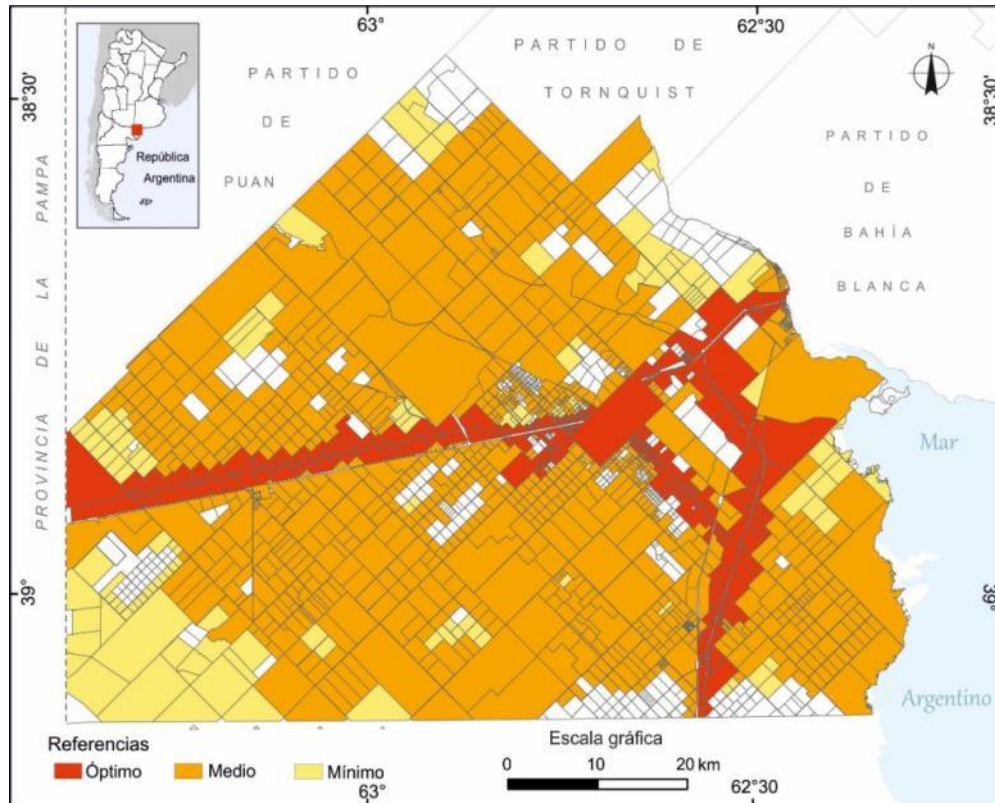 63°
62°30'
38°30'
38°30'
República
Argentina
PARTIDO
DE
PUAN
PARTIDO DE
TORNQUIST
N
PARTIDO
DE
BAHÍA
BLANCA
PROVINCIA DE LA PAMPA
Mar
Argentino
39°
39°
Referencias
Óptimo
Medio
Mínimo
Escala gráfica
0 10 20 km
63°
62°30'